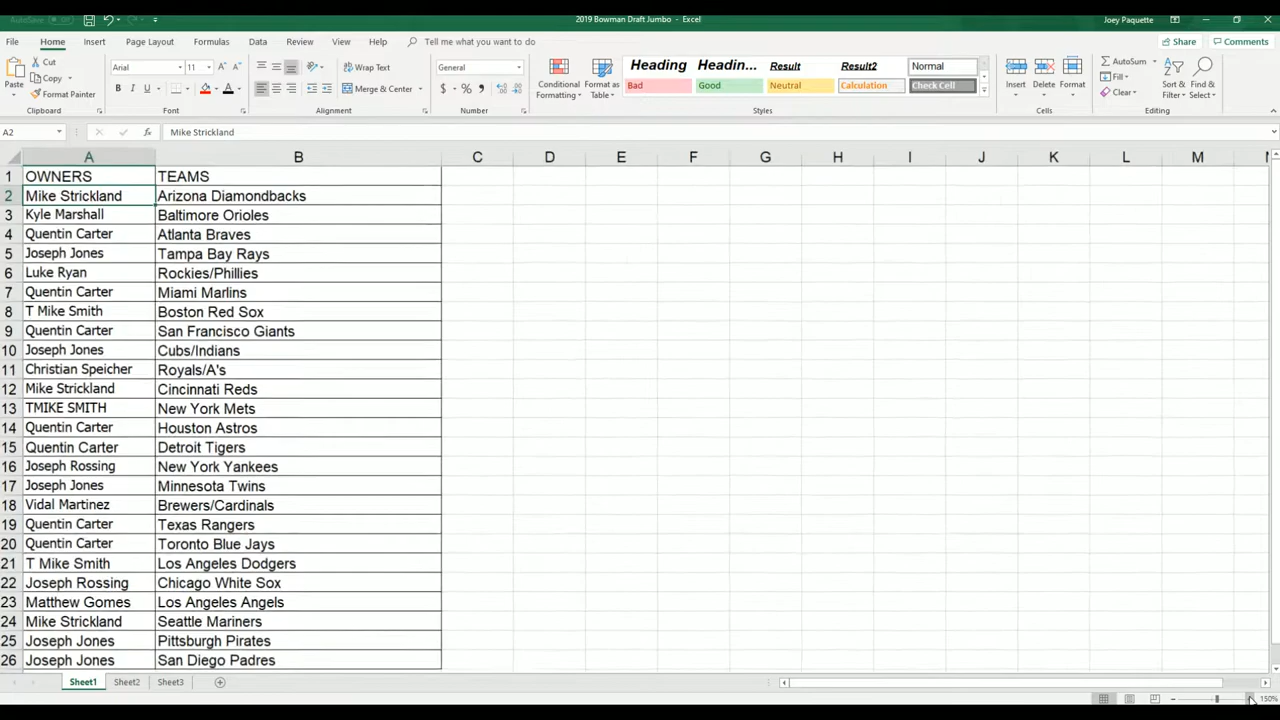 AutoSave Off 2019 Bowman Draft Jumbo - Excel Joey Paquette
File Home Insert Page Layout Formulas Data Review View Help Tell me what you want to do Share Comments
Cut
Copy
Format Painter
Paste
Clipboard
Arial 11
B I U
Font
Wrap Text
Merge & Center
Alignment
General
$ % ,
Number
Conditional Formatting
Format as Table
Heading Headin... Result Result2 Normal
Bad Good Neutral Calculation Check Cell
Styles
Insert Delete Format
Cells
AutoSum
Fill
Clear
Sort & Filter
Find & Select
Editing
A2 fx Mike Strickland
A B C D E F G H I J K L M N
1 OWNERS TEAMS
2 Mike Strickland Arizona Diamondbacks
3 Kyle Marshall Baltimore Orioles
4 Quentin Carter Atlanta Braves
5 Joseph Jones Tampa Bay Rays
6 Luke Ryan Rockies/Phillies
7 Quentin Carter Miami Marlins
8 T Mike Smith Boston Red Sox
9 Quentin Carter San Francisco Giants
10 Joseph Jones Cubs/Indians
11 Christian Speicher Royals/A's
12 Mike Strickland Cincinnati Reds
13 TMIKE SMITH New York Mets
14 Quentin Carter Houston Astros
15 Quentin Carter Detroit Tigers
16 Joseph Rossing New York Yankees
17 Joseph Jones Minnesota Twins
18 Vidal Martinez Brewers/Cardinals
19 Quentin Carter Texas Rangers
20 Quentin Carter Toronto Blue Jays
21 T Mike Smith Los Angeles Dodgers
22 Joseph Rossing Chicago White Sox
23 Matthew Gomes Los Angeles Angels
24 Mike Strickland Seattle Mariners
25 Joseph Jones Pittsburgh Pirates
26 Joseph Jones San Diego Padres
Sheet1 Sheet2 Sheet3
150%